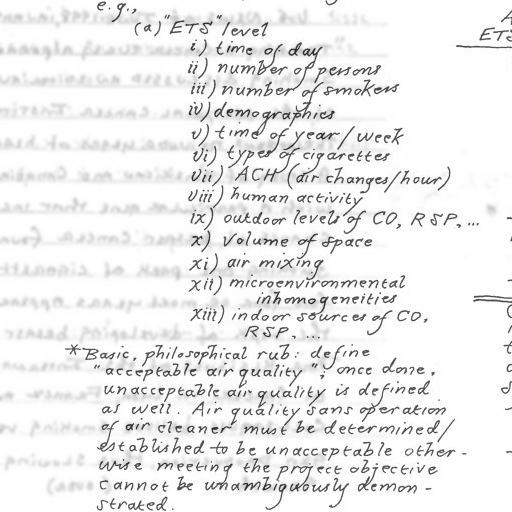 e.g.,
(a) "ETS" level
i.) time of day
ii) number of persons
iii) number of smokers
iv) demographics
v) time of year / week
vi) types of cigarettes
vii) ACH (air changes/hour)
viii) human activity
ix) outdoor levels of CO, RSP, ...
x) volume of space
xi) air mixing
xii) microenvironmental
inhomogeneities
xiii) indoor sources of CO,
RSP, ...
*Basic, philosophical rub: define
"acceptable air quality"; once done,
unacceptable air quality is defined
as well. Air quality sans operation
of air cleaner must be determined/
established to be unacceptable other-
wise meeting the project objective
cannot be unambiguously demon-
strated.
ETS